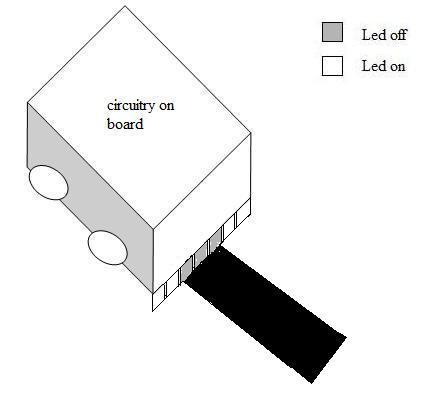 Led off
Led on
circuitry on
board